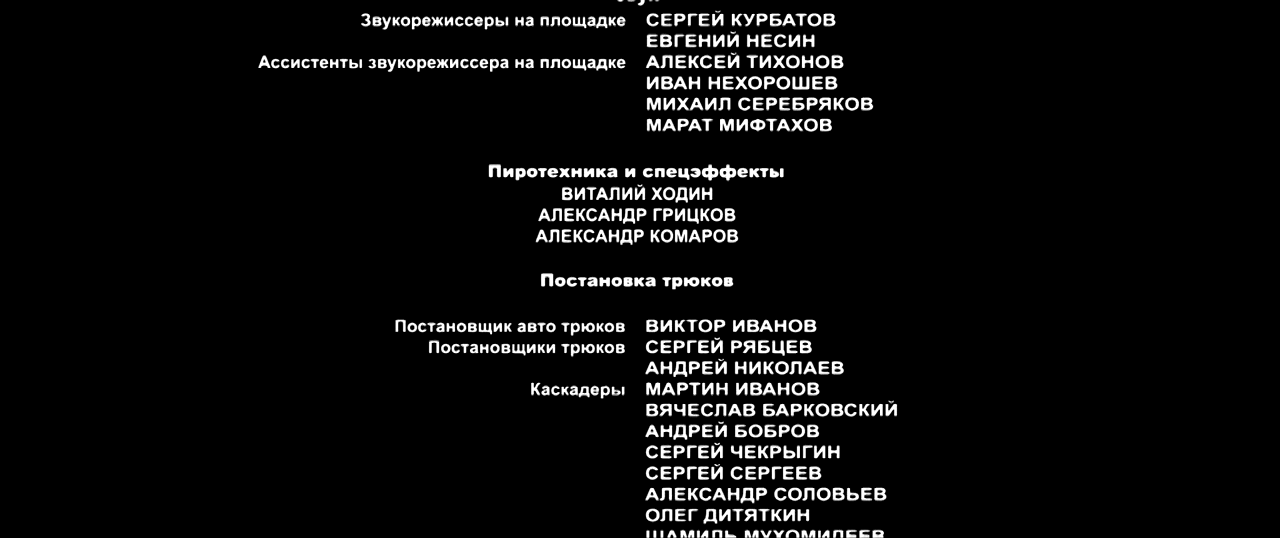 Звукорежиссеры на площадке СЕРГЕЙ КУРБАТОВ
ЕВГЕНИЙ НЕСИН
Ассистенты звукорежиссера на площадке АЛЕКСЕЙ ТИХОНОВ
ИВАН НЕХОРОШЕВ
МИХАИЛ СЕРЕБРЯКОВ
МАРАТ МИФТАХОВ
Пиротехника и спецэффекты
ВИТАЛИЙ ХОДИН
АЛЕКСАНДР ГРИЦКОВ
АЛЕКСАНДР КОМАРОВ
Постановка трюков
Постановщик авто трюков ВИКТОР ИВАНОВ
Постановщики трюков СЕРГЕЙ РЯБЦЕВ
АНДРЕЙ НИКОЛАЕВ
Каскадеры МАРТИН ИВАНОВ
ВЯЧЕСЛАВ БАРКОВСКИЙ
АНДРЕЙ БОБРОВ
СЕРГЕЙ ЧЕКРЫГИН
СЕРГЕЙ СЕРГЕЕВ
АЛЕКСАНДР СОЛОВЬЕВ
ОЛЕГ ДИТЯТКИН